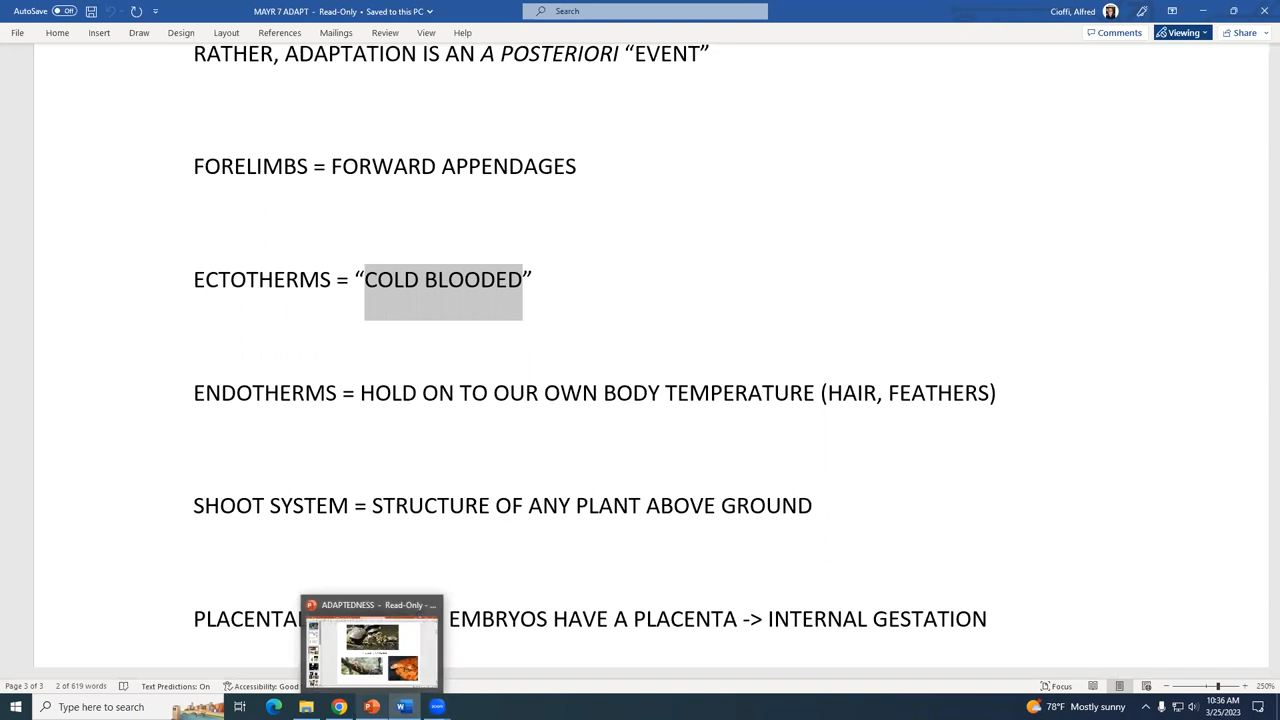 AutoSave Off MAYR 7 ADAPT - Read-Only • Saved to this PC Search Cioffi, Alfred
File Home Insert Draw Design Layout References Mailings Review View Help Comments Viewing Share
RATHER, ADAPTATION IS AN A POSTERIORI “EVENT”
FORELIMBS = FORWARD APPENDAGES
ECTOTHERMS = “COLD BLOODED”
ENDOTHERMS = HOLD ON TO OUR OWN BODY TEMPERATURE (HAIR, FEATHERS)
SHOOT SYSTEM = STRUCTURE OF ANY PLANT ABOVE GROUND
ADAPTEDNESS - Read-Only - ...
PLACENTA EMBRYOS HAVE A PLACENTA -> INTERNAL GESTATION
Page 3 of 3 2 of 619 words Text Predictions: On Accessibility: Good Focus 250%
Type here to search 78°F Mostly sunny 10:36 AM
3/25/2023